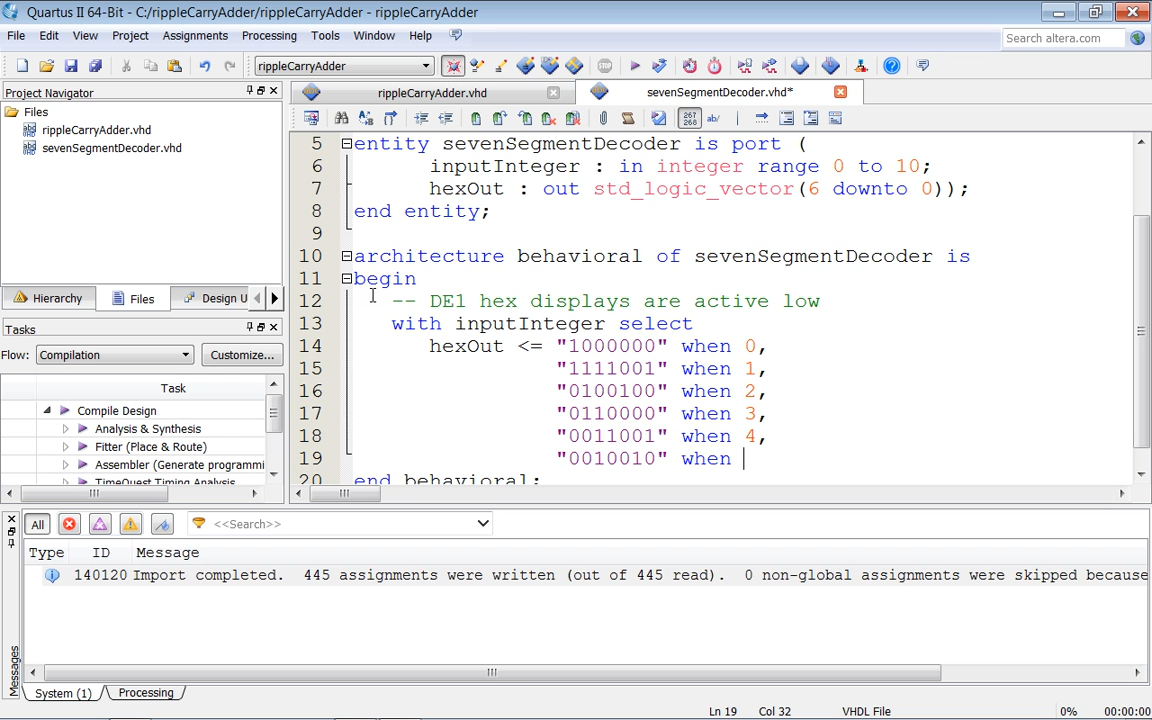 Quartus II 64-Bit - C:/rippleCarryAdder/rippleCarryAdder - rippleCarryAdder
File Edit View Project Assignments Processing Tools Window Help
Search altera.com
rippleCarryAdder
Project Navigator
Files
rippleCarryAdder.vhd
sevenSegmentDecoder.vhd
Hierarchy Files Design U
Tasks
Flow: Compilation Customize...
Task
Compile Design
Analysis & Synthesis
Fitter (Place & Route)
Assembler (Generate programmi
TimeQuest Timing Analysis
rippleCarryAdder.vhd sevenSegmentDecoder.vhd*
267 268 ab/
5 entity sevenSegmentDecoder is port (
6 inputInteger : in integer range 0 to 10;
7 hexOut : out std_logic_vector(6 downto 0));
8 end entity;
9
10 architecture behavioral of sevenSegmentDecoder is
11 begin
12 -- DE1 hex displays are active low
13 with inputInteger select
14 hexOut <= "1000000" when 0,
15 "1111001" when 1,
16 "0100100" when 2,
17 "0110000" when 3,
18 "0011001" when 4,
19 "0010010" when
20 end behavioral;
All <<Search>>
Type ID Message
140120 Import completed. 445 assignments were written (out of 445 read). 0 non-global assignments were skipped because
Messages
System (1) Processing
Ln 19 Col 32 VHDL File 0% 00:00:00